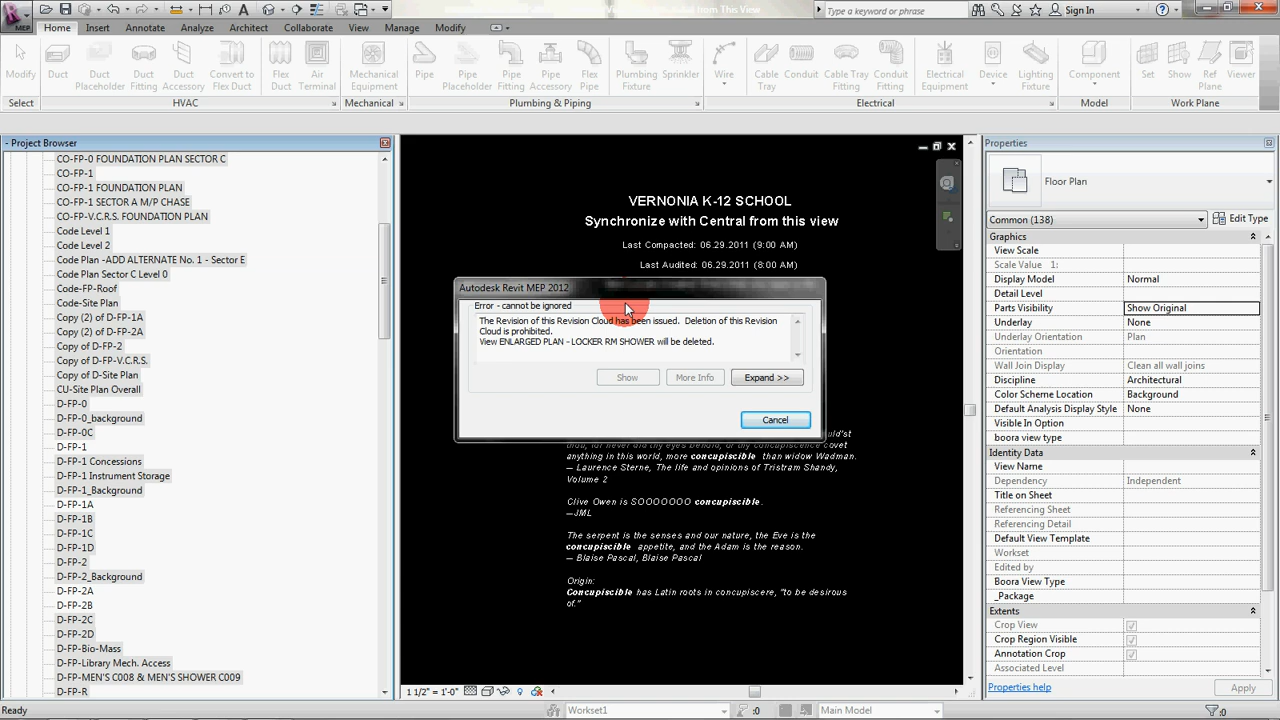 from This View
Type a keyword or phrase
Sign In
MEP
Home Insert Annotate Analyze Architect Collaborate View Manage Modify
Modify
Duct
Duct Placeholder
Duct Fitting
Duct Accessory
Convert to Flex Duct
Flex Duct
Air Terminal
Mechanical Equipment
Pipe
Pipe Placeholder
Pipe Fitting
Pipe Accessory
Flex Pipe
Plumbing Fixture
Sprinkler
Wire
Cable Tray
Conduit
Cable Tray Fitting
Conduit Fitting
Electrical Equipment
Device
Lighting Fixture
Component
Set
Show
Ref Plane
Viewer
Select HVAC Mechanical Plumbing & Piping Electrical Model Work Plane
- Project Browser
CO-FP-0 FOUNDATION PLAN SECTOR C
CO-FP-1
CO-FP-1 FOUNDATION PLAN
CO-FP-1 SECTOR A M/P CHASE
CO-FP-V.C.R.S. FOUNDATION PLAN
Code Level 1
Code Level 2
Code Plan -ADD ALTERNATE No. 1 - Sector E
Code-Plan Sector C Level 0
Code-FP-Roof
Code-Site Plan
Copy (2) of D-FP-1A
Copy (2) of D-FP-2A
Copy of D-FP-2
Copy of D-FP-V.C.R.S.
Copy of D-Site Plan
CU-Site Plan Overall
D-FP-0
D-FP-0_background
D-FP-00
D-FP-1
D-FP-1 Concessions
D-FP-1 Instrument Storage
D-FP-1_Background
D-FP-1A
D-FP-1B
D-FP-1C
D-FP-1D
D-FP-2
D-FP-2_Background
D-FP-2A
D-FP-2B
D-FP-2C
D-FP-2D
D-FP-Bio-Mass
D-FP-Library Mech. Access
D-FP-MEN'S C008 & MEN'S SHOWER C009
D-FP-R
VERNONIA K-12 SCHOOL
Synchronize with Central from this view
Last Compacted: 06.29.2011 (9:00 AM)
Last Audited: 06.29.2011 (8:00 AM)
Autodesk Revit MEP 2012
Error - cannot be ignored
The Revision of this Revision Cloud has been issued. Deletion of this Revision
Cloud is prohibited.
View ENLARGED PLAN - LOCKER RM SHOWER will be deleted.
Show More Info Expand >>
Cancel
anything in this world, more concupiscible than widow Wadman.
— Laurence Sterne, The life and opinions of Tristram Shandy,
Volume 2
Clive Owen is SOOOOOOO concupiscible.
—JML
The serpent is the senses and our nature, the Eve is the
concupiscible appetite, and the Adam is the reason.
— Blaise Pascal, Blaise Pascal
Origin:
Concupiscible has Latin roots in concupiscere, "to be desirous
of."
Properties
Floor Plan
Common (138) Edit Type
Graphics
View Scale
Scale Value 1:
Display Model Normal
Detail Level
Parts Visibility Show Original
Underlay None
Underlay Orientation Plan
Orientation
Wall Join Display Clean all wall joins
Discipline Architectural
Color Scheme Location Background
Default Analysis Display Style None
Visible In Option
boora view type
Identity Data
View Name
Dependency Independent
Title on Sheet
Referencing Sheet
Referencing Detail
Default View Template
Workset
Edited by
Boora View Type
_Package
Extents
Crop View
Crop Region Visible
Annotation Crop
Associated Level
Properties help Apply
1 1/2" = 1'-0"
Ready Workset1 :0 Main Model :0